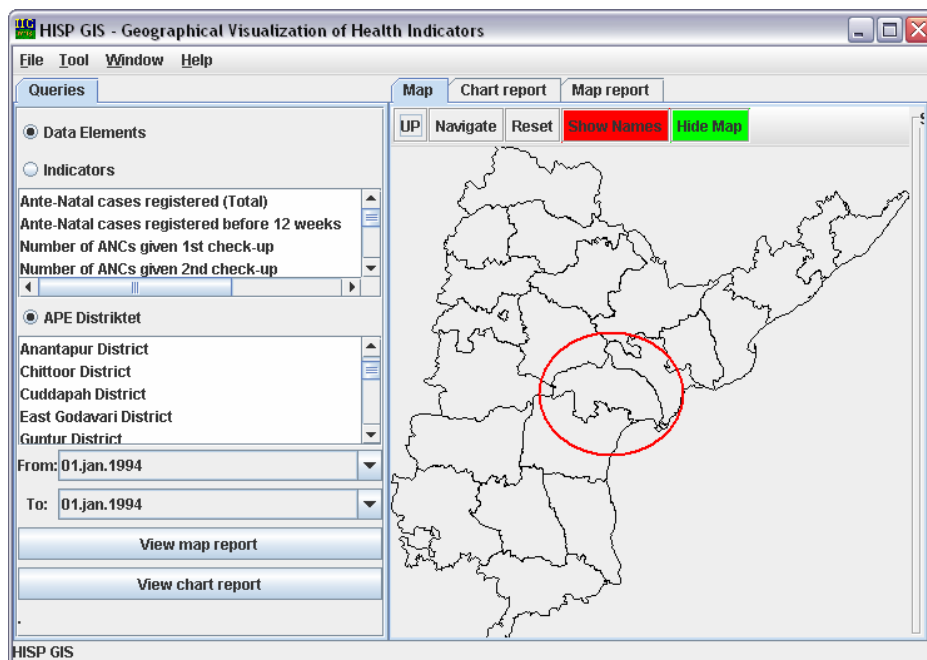 HISP GIS - Geographical Visualization of Health Indicators
File Tool Window Help
Queries
Data Elements
Indicators
Ante-Natal cases registered (Total)
Ante-Natal cases registered before 12 weeks
Number of ANCs given 1st check-up
Number of ANCs given 2nd check-up
APE Distriktet
Anantapur District
Chittoor District
Cuddapah District
East Godavari District
Guntur District
From: 01.jan.1994
To: 01.jan.1994
View map report
View chart report
.
Map Chart report Map report
UP Navigate Reset Show Names Hide Map
HISP GIS